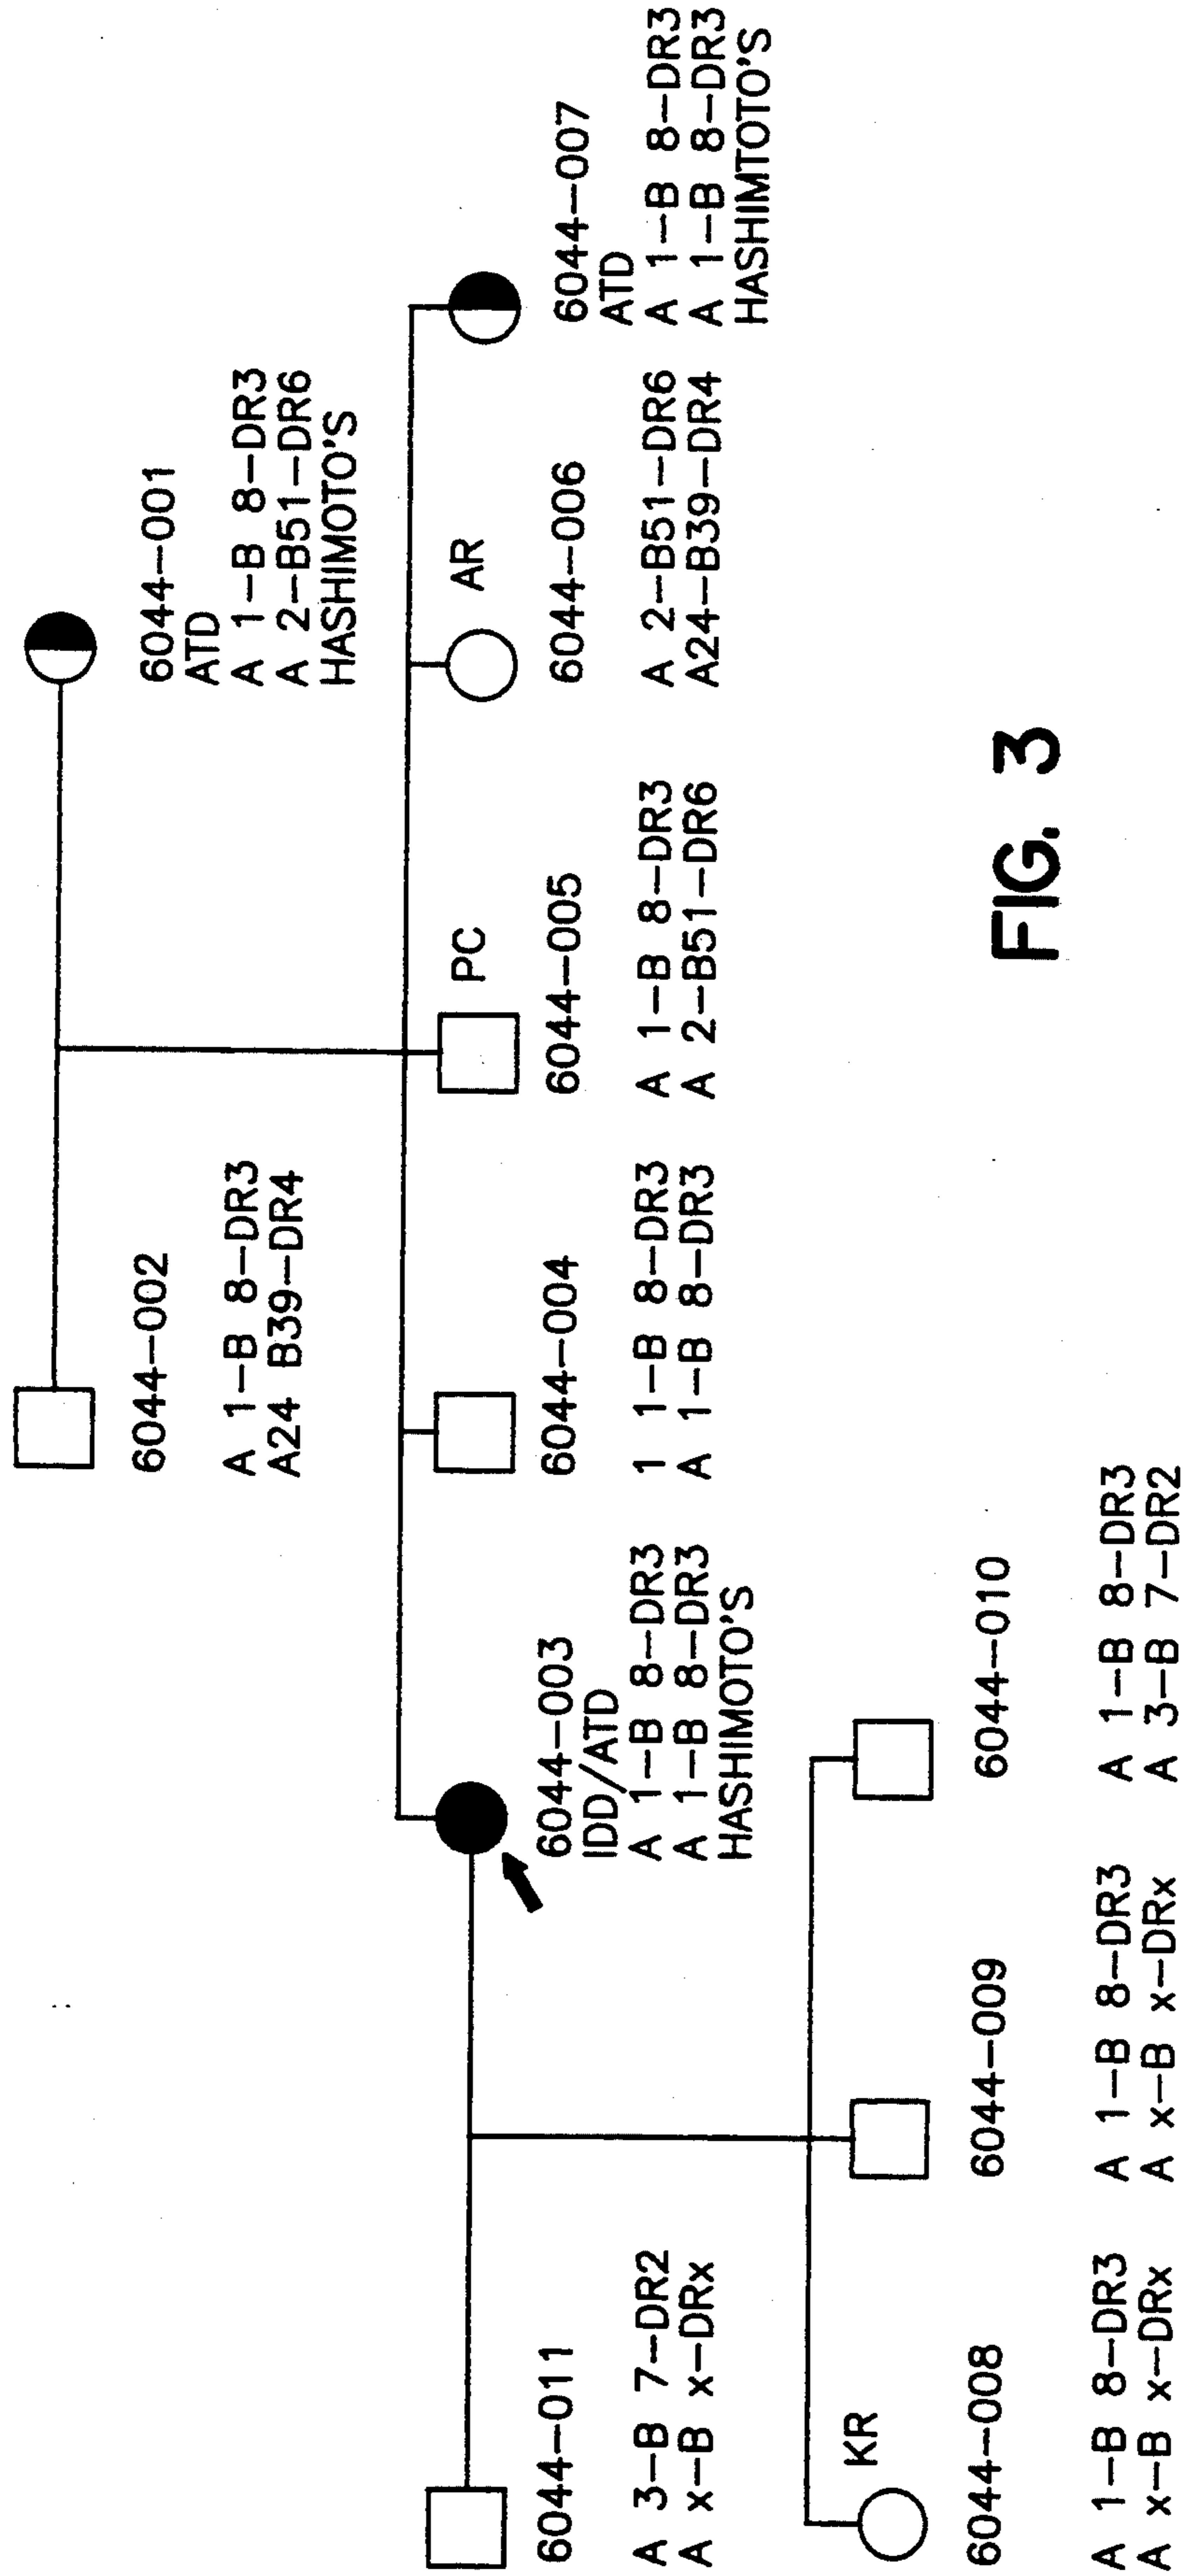 6044-002
A 1-B 8-DR3
A24 B39-DR4
6044-001
ATD
A 1-B 8-DR3
A 2-B51-DR6
HASHIMOTO'S
6044-011
A 3-B 7-DR2
A x-B x-DRx
6044-003
IDD/ATD
A 1-B 8-DR3
A 1-B 8-DR3
HASHIMOTO'S
6044-004
1 1-B 8-DR3
A 1-B 8-DR3
PC
6044-005
A 1-B 8-DR3
A 2-B51-DR6
AR
6044-006
A 2-B51-DR6
A24-B39-DR4
6044-007
ATD
A 1-B 8-DR3
A 1-B 8-DR3
HASHIMTOTO'S
KR
6044-008
A 1-B 8-DR3
A x-B x-DRx
6044-009
A 1-B 8-DR3
A x-B x-DRx
6044-010
A 1-B 8-DR3
A 3-B 7-DR2
FIG. 3